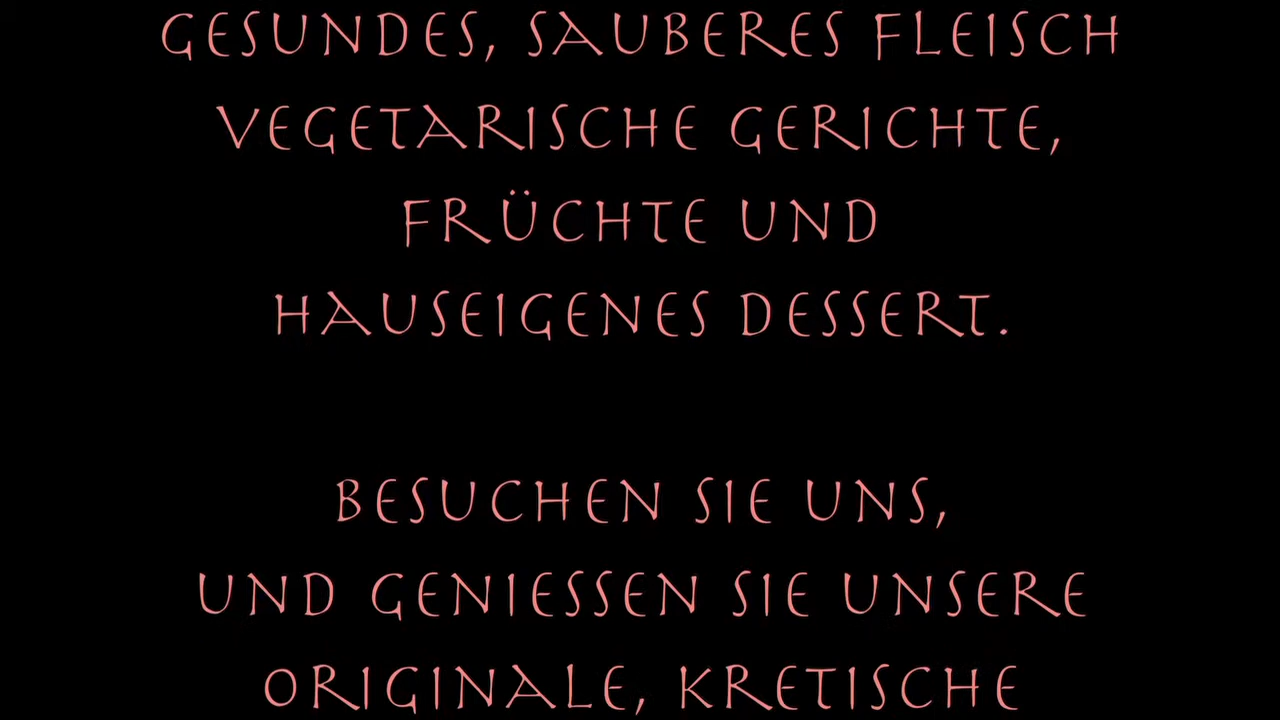 GESUNDES, SAUBERES FLEISCH
VEGETARISCHE GERICHTE,
FRÜCHTE UND
HAUSEIGENES DESSERT.
BESUCHEN SIE UNS,
UND GENIESSEN SIE UNSERE
ORIGINALE, KRETISCHE